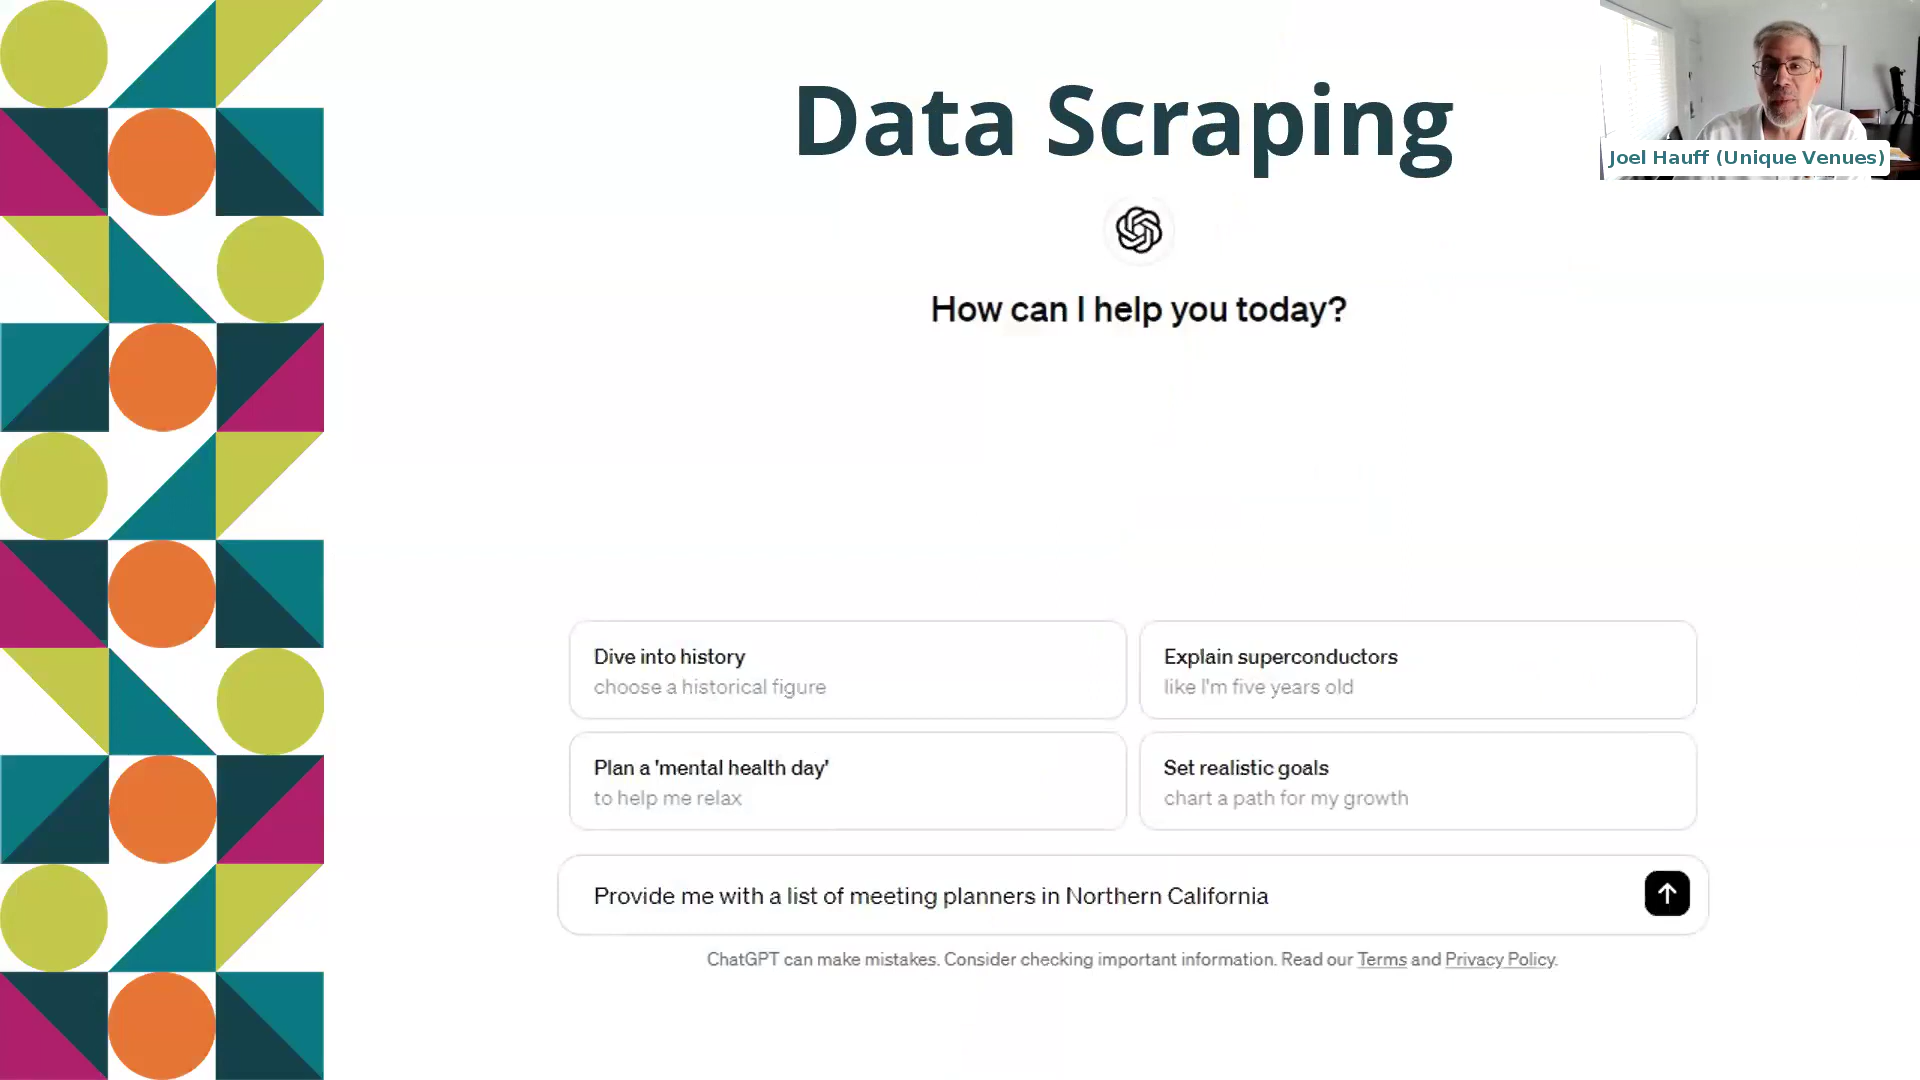 Data Scraping
Joel Hauff (Unique Venues)
How can I help you today?
Dive into history
choose a historical figure
Explain superconductors
like I'm five years old
Plan a 'mental health day'
to help me relax
Set realistic goals
chart a path for my growth
Provide me with a list of meeting planners in Northern California
ChatGPT can make mistakes. Consider checking important information. Read our Terms and Privacy Policy.